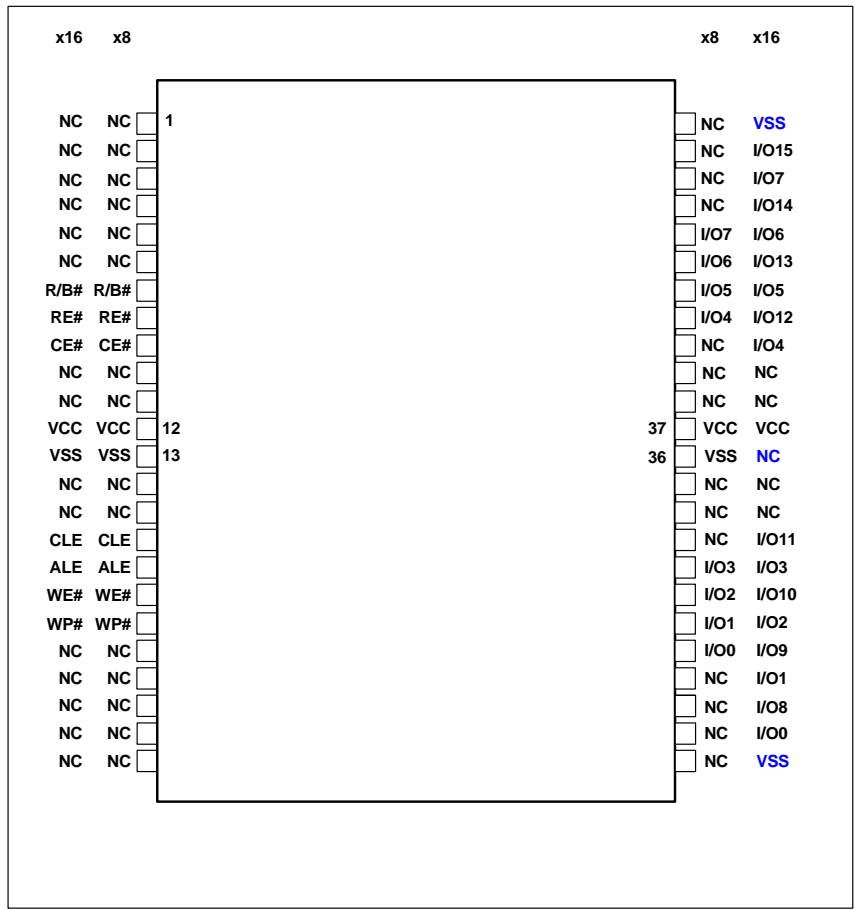 x16 x8 x8 x16
NC NC 1 NC VSS
NC NC NC I/O15
NC NC NC I/O7
NC NC NC I/O14
NC NC I/O7 I/O6
NC NC I/O6 I/O13
R/B# R/B# I/O5 I/O5
RE# RE# I/O4 I/O12
CE# CE# NC I/O4
NC NC NC NC
NC NC NC NC
VCC VCC 12 37 VCC VCC
VSS VSS 13 36 VSS NC
NC NC NC NC
NC NC NC NC
CLE CLE NC I/O11
ALE ALE I/O3 I/O3
WE# WE# I/O2 I/O10
WP# WP# I/O1 I/O2
NC NC I/O0 I/O9
NC NC NC I/O1
NC NC NC I/O8
NC NC NC I/O0
NC NC NC VSS